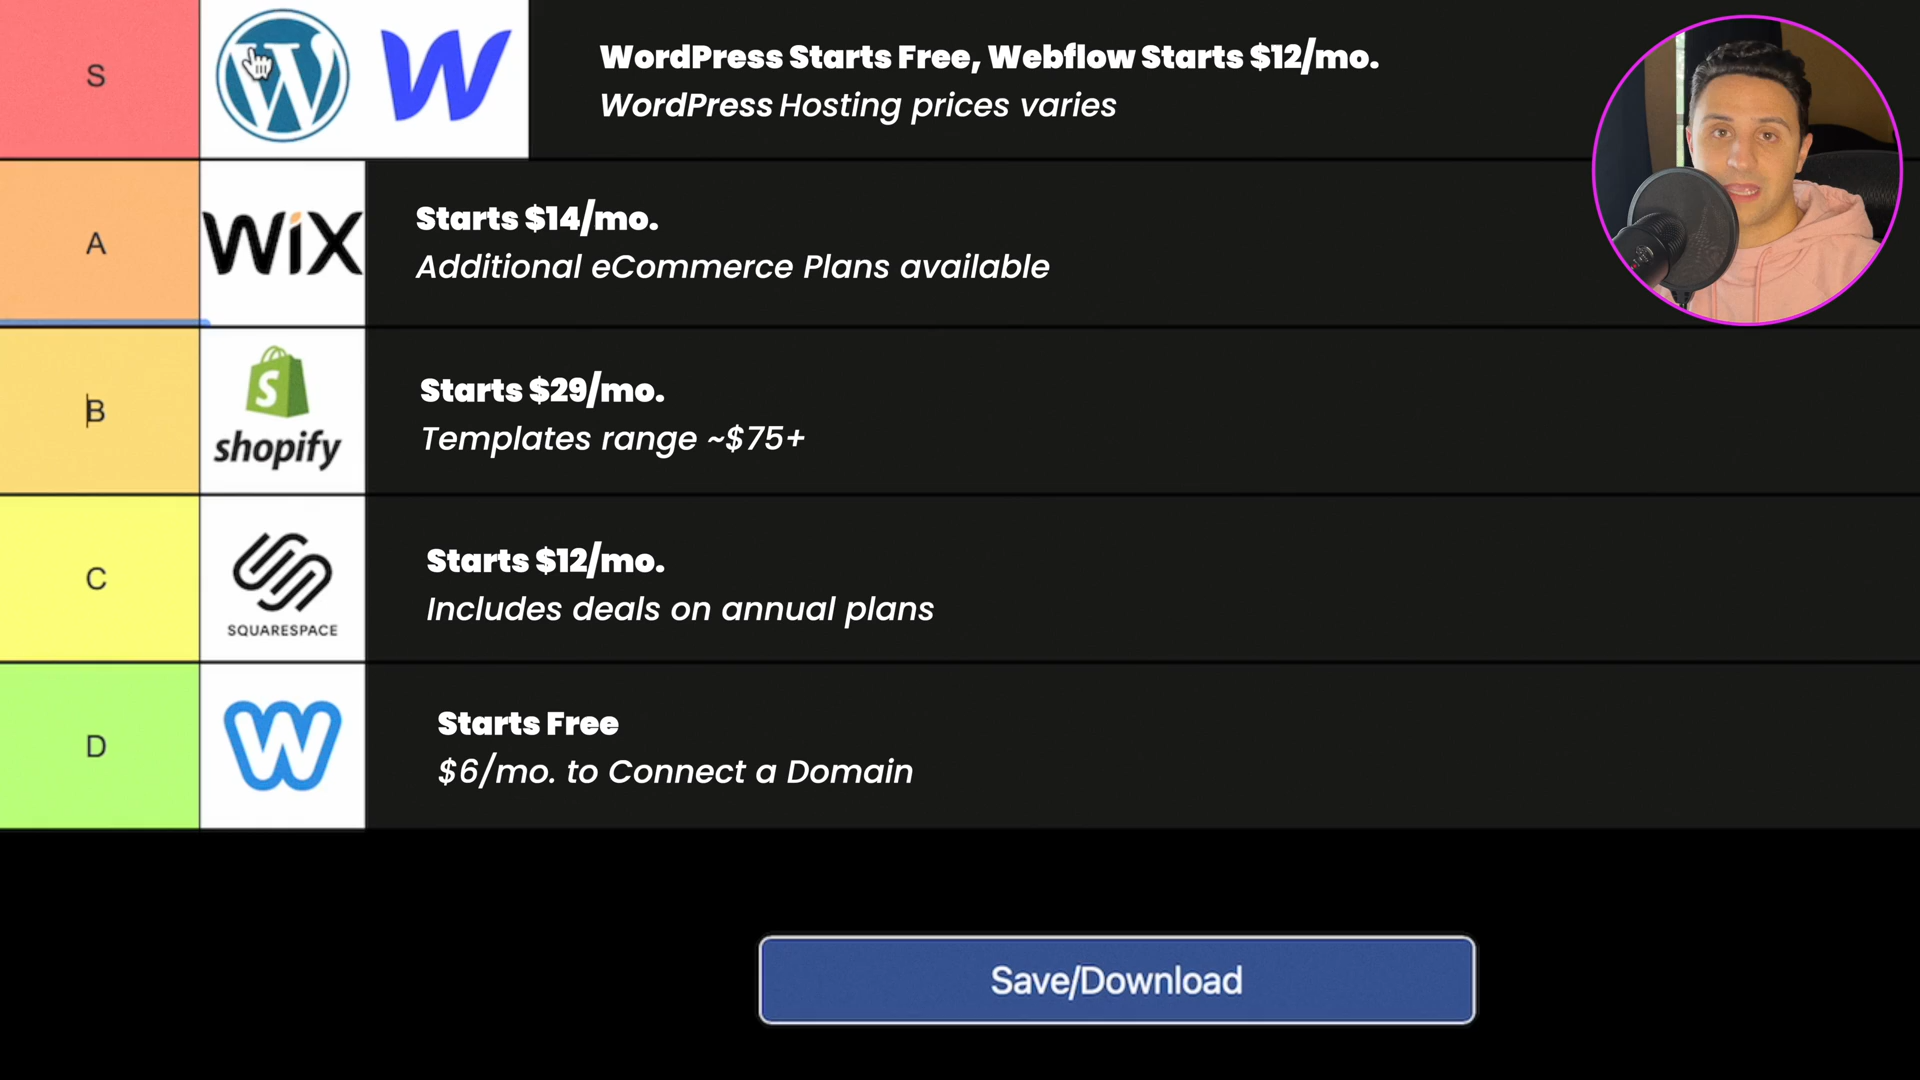 S
WordPress Starts Free, Webflow Starts $12/mo.
WordPress Hosting prices varies
A
WiX
Starts $14/mo.
Additional eCommerce Plans available
B
S
shopify
Starts $29/mo.
Templates range ~$75+
C
SQUARESPACE
Starts $12/mo.
Includes deals on annual plans
D
Starts Free
$6/mo. to Connect a Domain
Save/Download